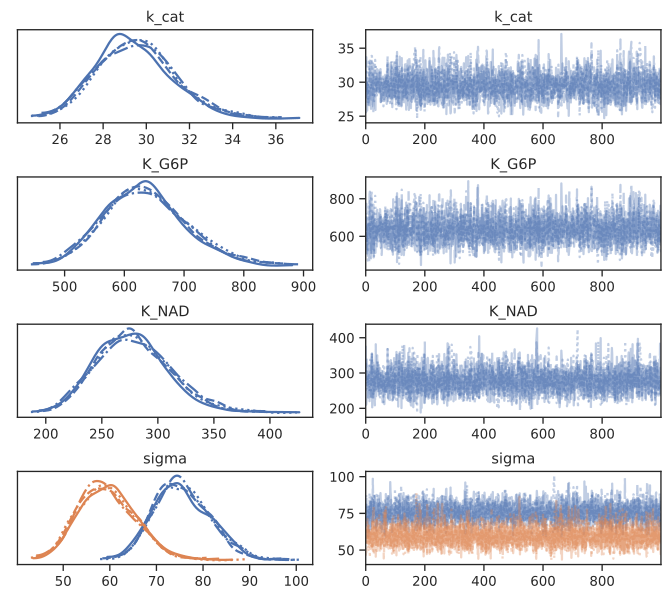 k_cat
k_cat
35
30
25
26 28 30 32 34 36
0 200 400 600 800
K_G6P
K_G6P
800
600
500 600 700 800 900
0 200 400 600 800
K_NAD
K_NAD
400
300
200
200 250 300 350 400
0 200 400 600 800
sigma
sigma
100
75
50
50 60 70 80 90 100
0 200 400 600 800